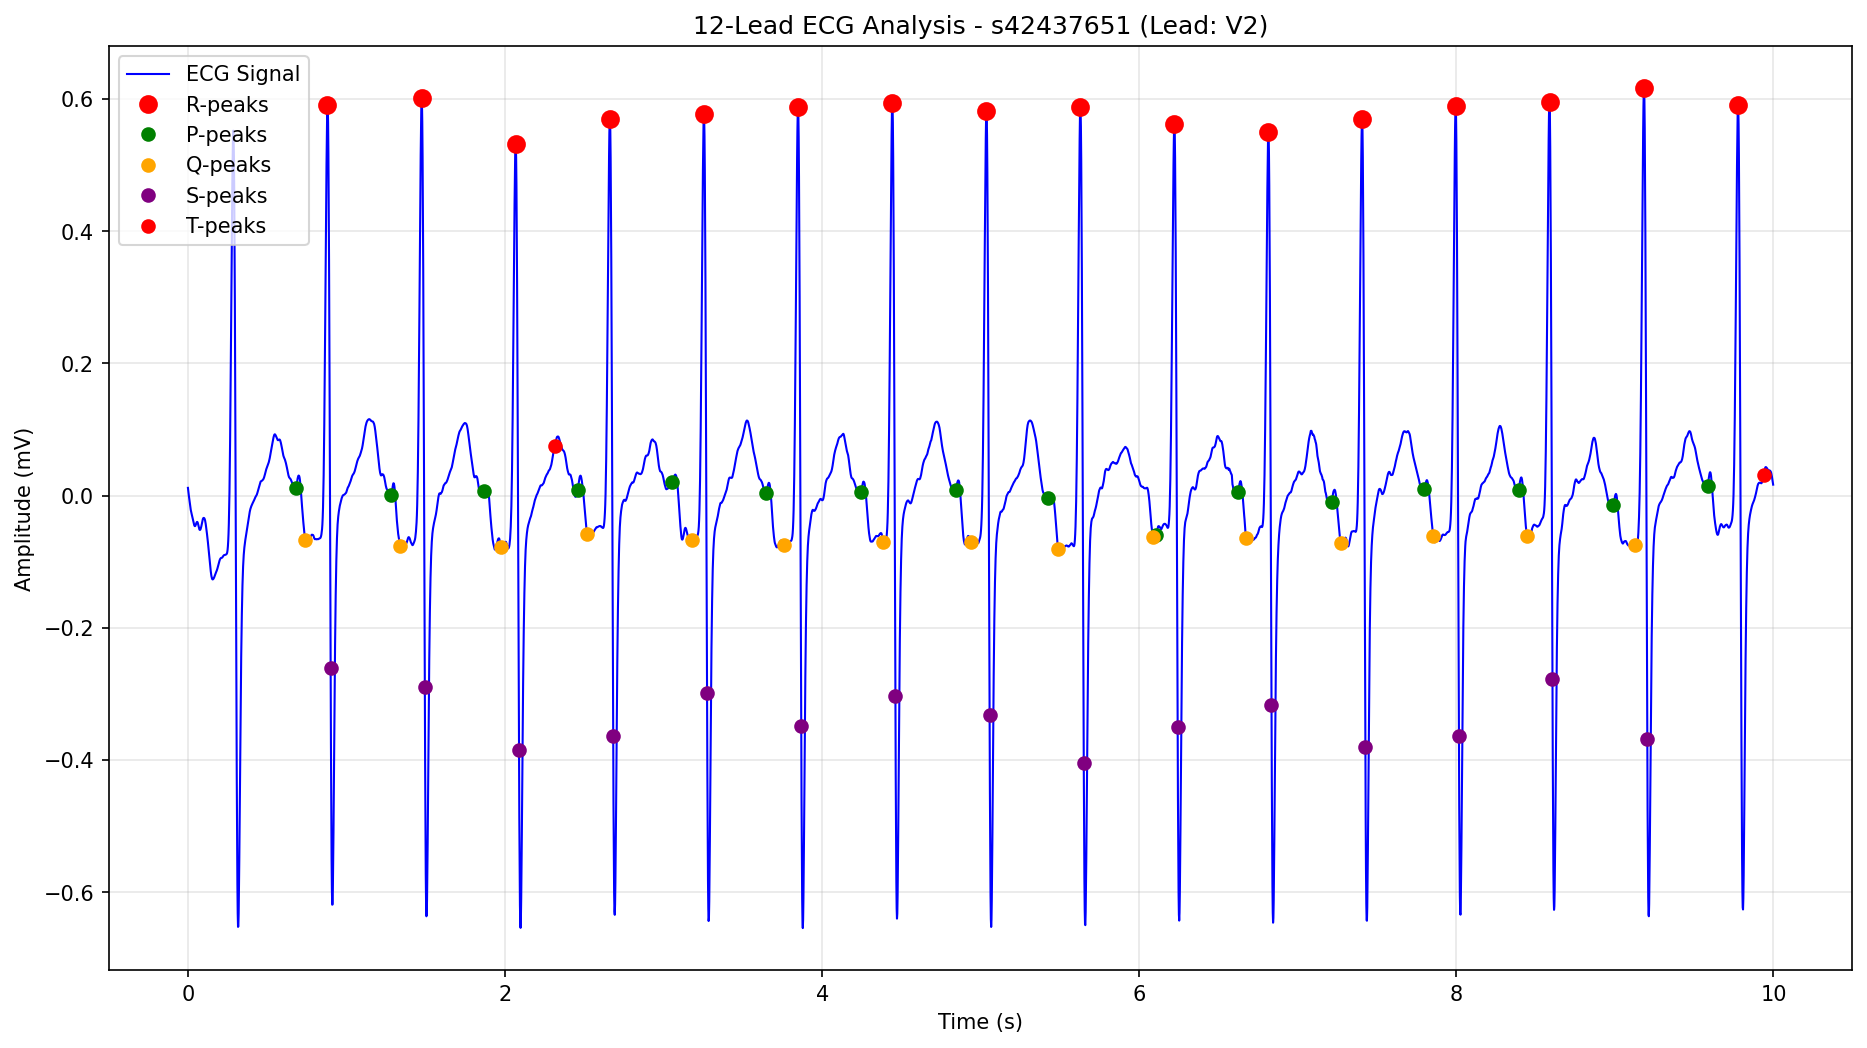 12-Lead ECG Analysis - s42437651 (Lead: V2)
ECG Signal
R-peaks
P-peaks
Q-peaks
S-peaks
T-peaks
Amplitude (mV)
0.6
0.4
0.2
0.0
−0.2
−0.4
−0.6
0
2
4
6
8
10
Time (s)